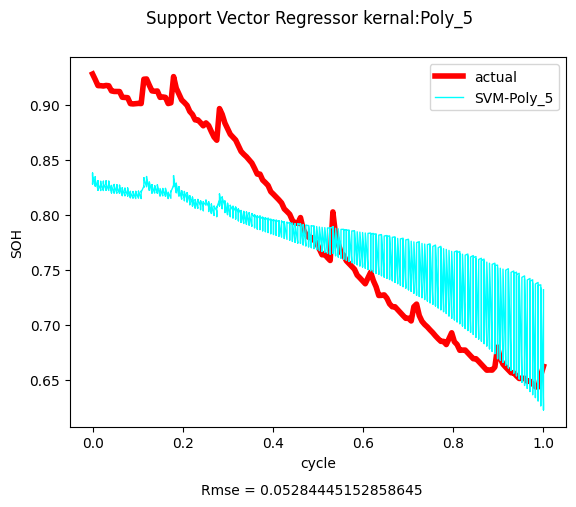 Support Vector Regressor kernal:Poly_5
actual
SVM-Poly_5
SOH
0.90
0.85
0.80
0.75
0.70
0.65
0.0 0.2 0.4 0.6 0.8 1.0
cycle
Rmse = 0.05284445152858645